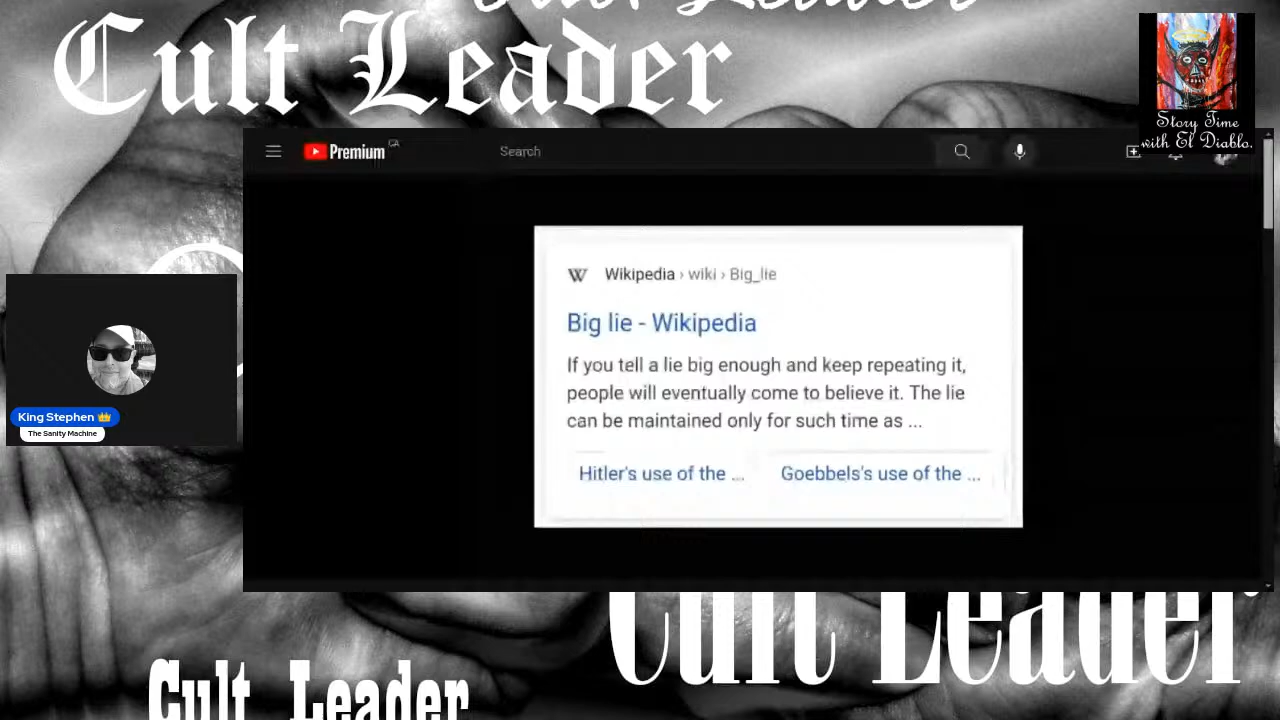 Cult Leader
Cult Leader
Story Time
with El Diablo.
Premium
CA
Search
Wikipedia › wiki › Big_lie
Big lie - Wikipedia
If you tell a lie big enough and keep repeating it,
people will eventually come to believe it. The lie
can be maintained only for such time as ...
Hitler's use of the ...
Goebbels's use of the ...
King Stephen
The Sanity Machine
Cult Leader
Cult Leader